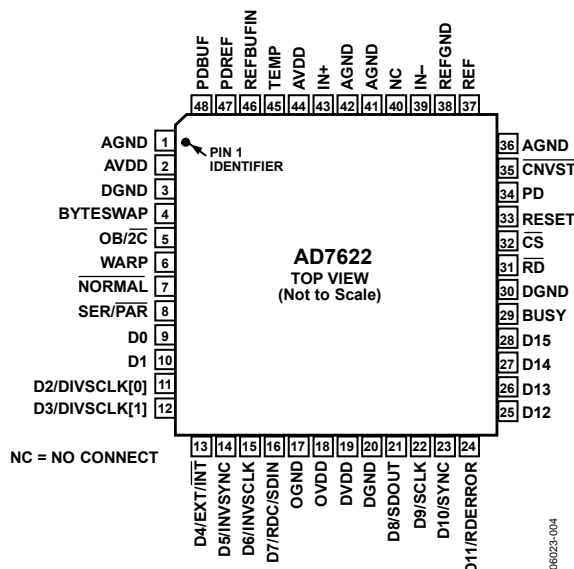 PDBUF
PDREF
REFBUFIN
TEMP
AVDD
IN+
AGND
AGND
NC
IN–
REFGND
REF
48 47 46 45 44 43 42 41 40 39 38 37
AGND 1
AVDD 2
DGND 3
BYTESWAP 4
OB/2C̅ 5
WARP 6
N̅O̅R̅M̅A̅L̅ 7
SER/P̅A̅R̅ 8
D0 9
D1 10
D2/DIVSCLK[0] 11
D3/DIVSCLK[1] 12
PIN 1
IDENTIFIER
AD7622
TOP VIEW
(Not to Scale)
36 AGND
35 C̅N̅V̅S̅T̅
34 PD
33 RESET
32 C̅S̅
31 R̅D̅
30 DGND
29 BUSY
28 D15
27 D14
26 D13
25 D12
13 14 15 16 17 18 19 20 21 22 23 24
D4/EXT/I̅N̅T̅
D5/INVSYNC
D6/INVSCLK
D7/RDC/SDIN
OGND
OVDD
DVDD
DGND
D8/SDOUT
D9/SCLK
D10/SYNC
D11/RDERROR
NC = NO CONNECT
06023-004